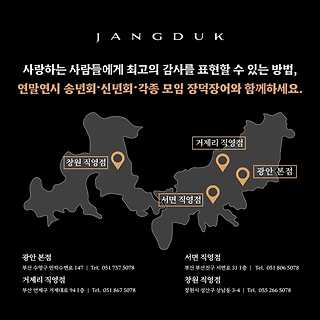 JANGDUK
사랑하는 사람들에게 최고의 감사를 표현할 수 있는 방법,
연말연시 송년회·신년회·각종 모임 장덕장어와 함께하세요.
거제리 직영점
창원 직영점
광안 본점
서면 직영점
광안 본점
부산 수영구 민락수변로 147 | Tel. 051 757 5078
서면 직영점
부산 부산진구 서면로 31 1층 | Tel. 051 806 5078
거제리 직영점
부산 연제구 거제대로 94 1층 | Tel. 051 867 5078
창원 직영점
창원시 성산구 상남동 3-4 | Tel. 055 266 5078